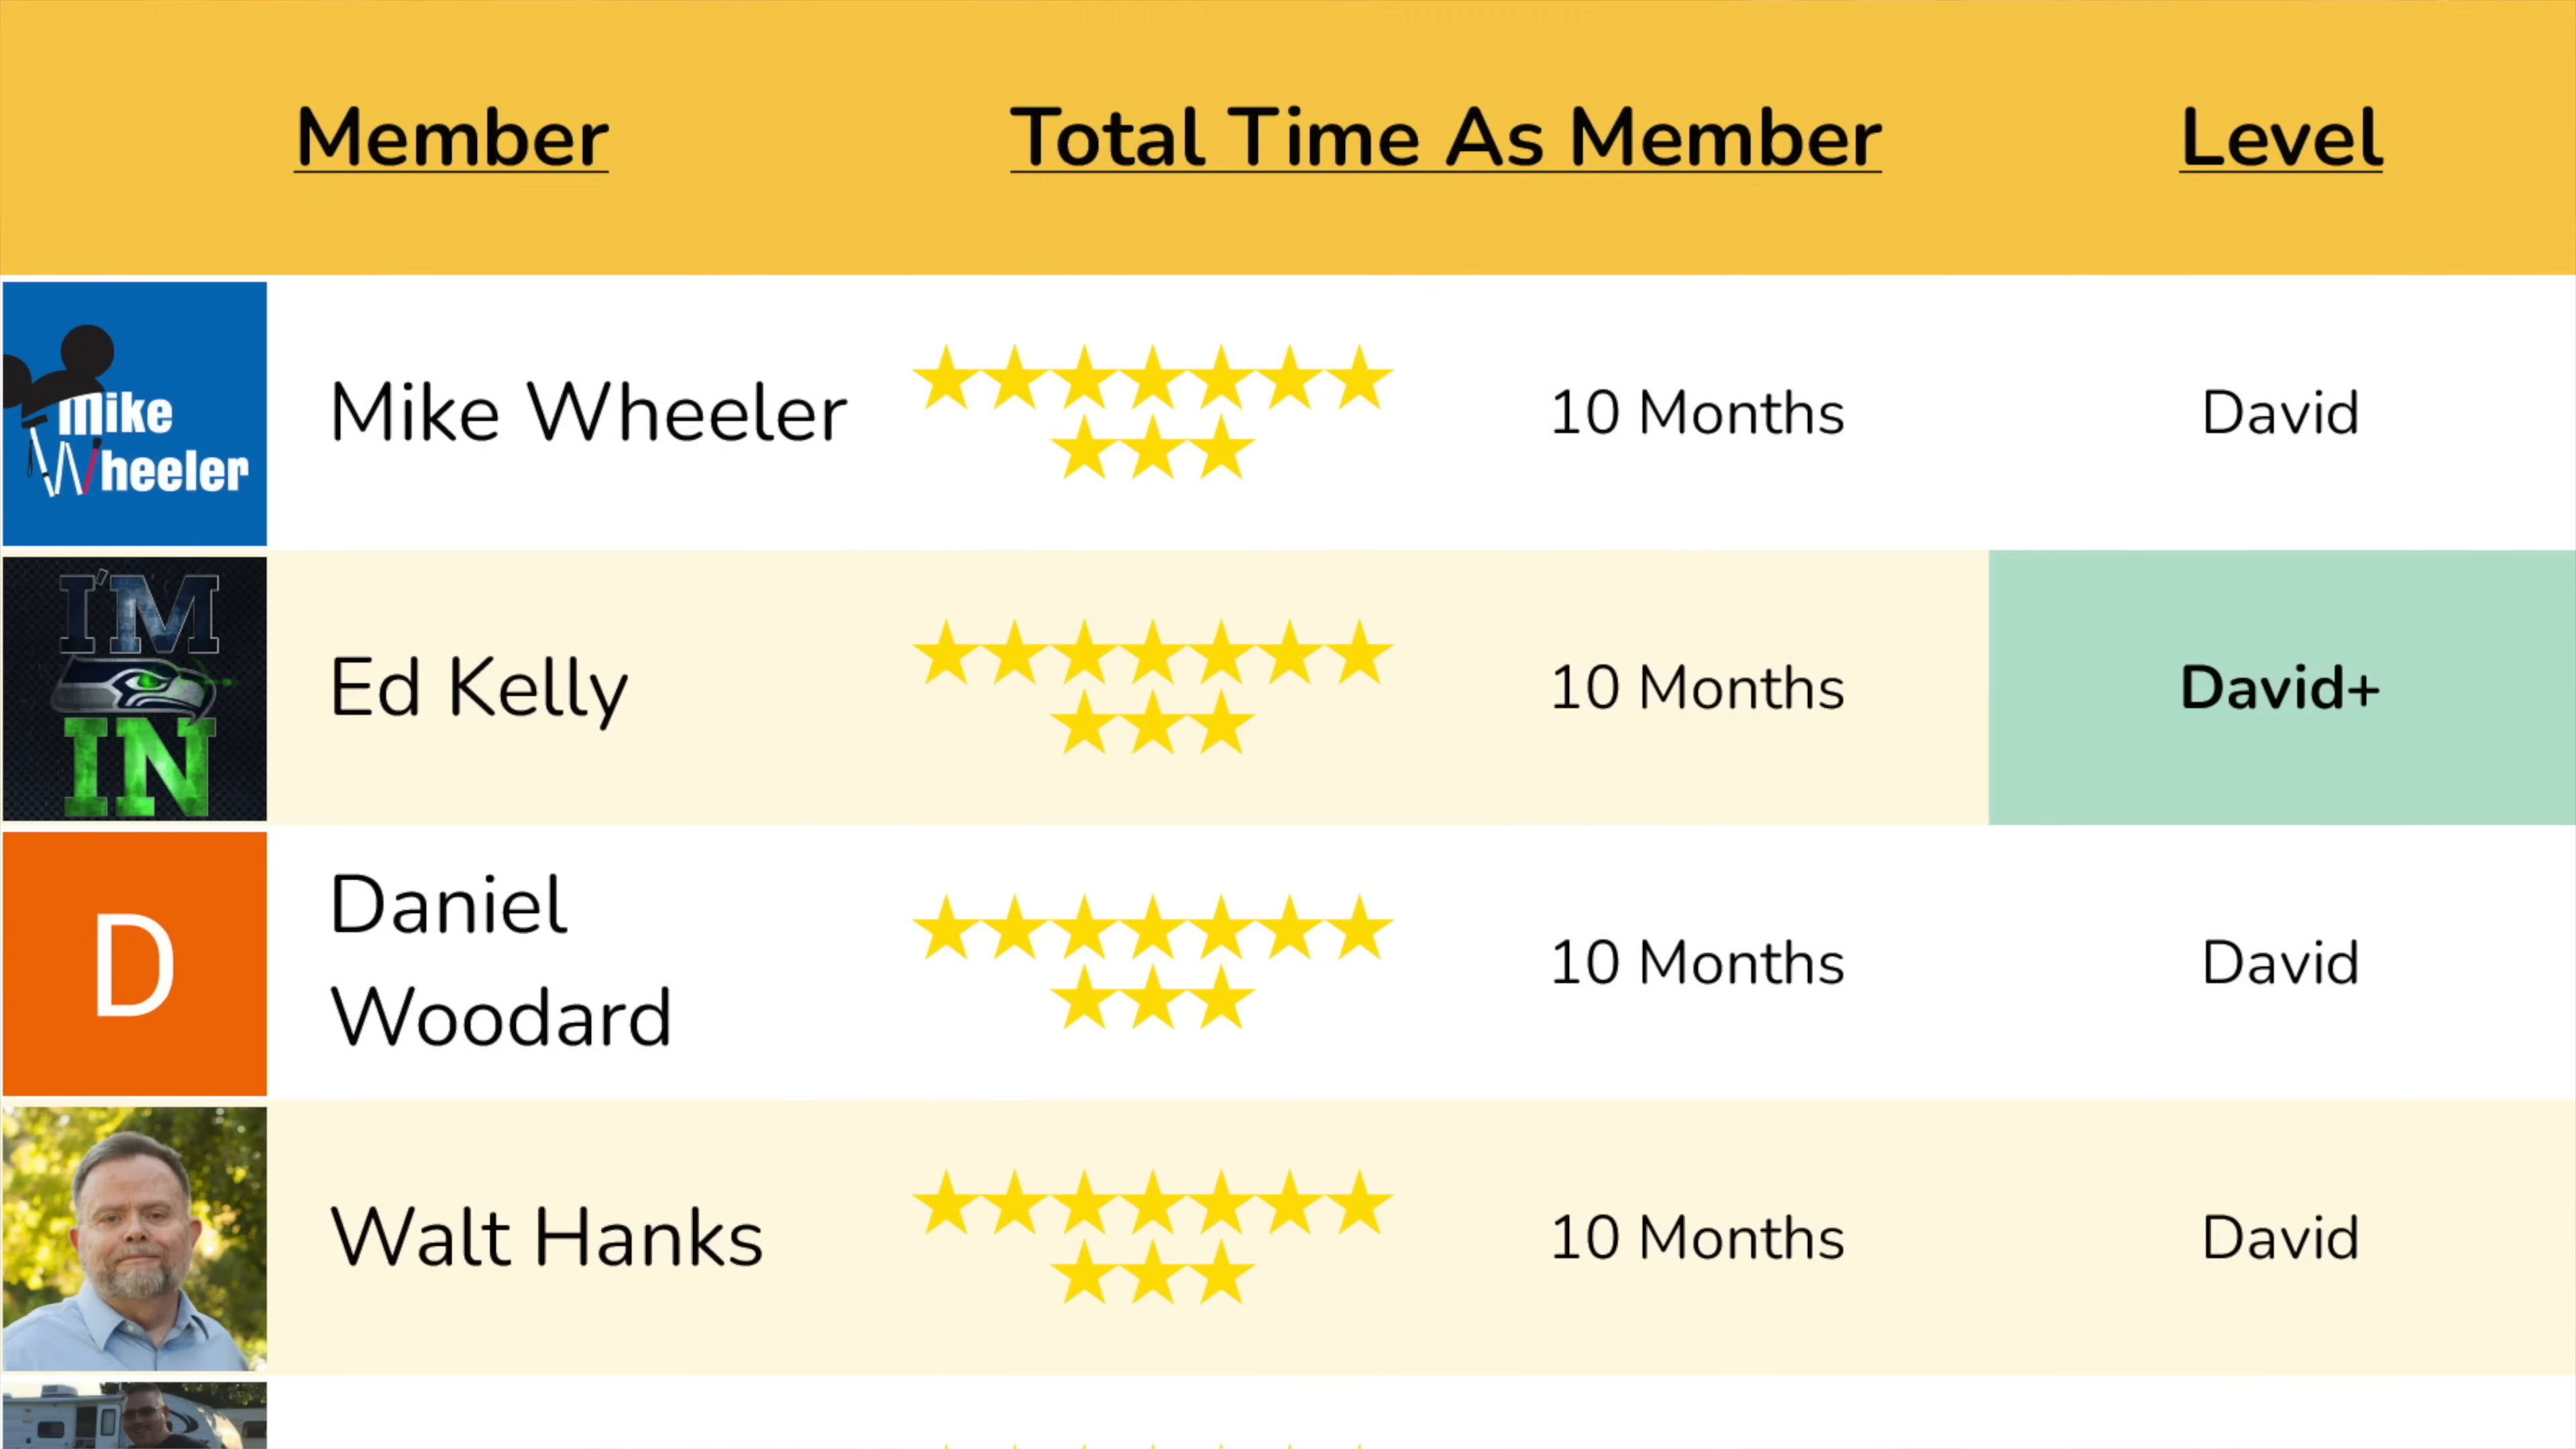 Member Total Time As Member Level
Mike
Wheeler
Mike Wheeler 10 Months David
I'M
IN
Ed Kelly 10 Months David+
D
Daniel
Woodard
10 Months David
Walt Hanks 10 Months David